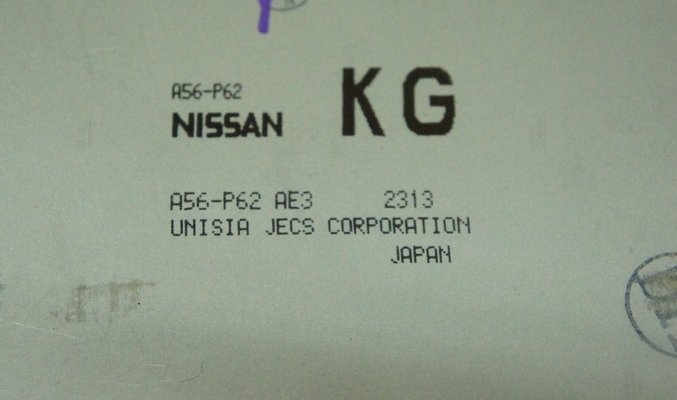 A56-P62
NISSAN KG
A56-P62 AE3 2313
UNISIA JECS CORPORATION
JAPAN